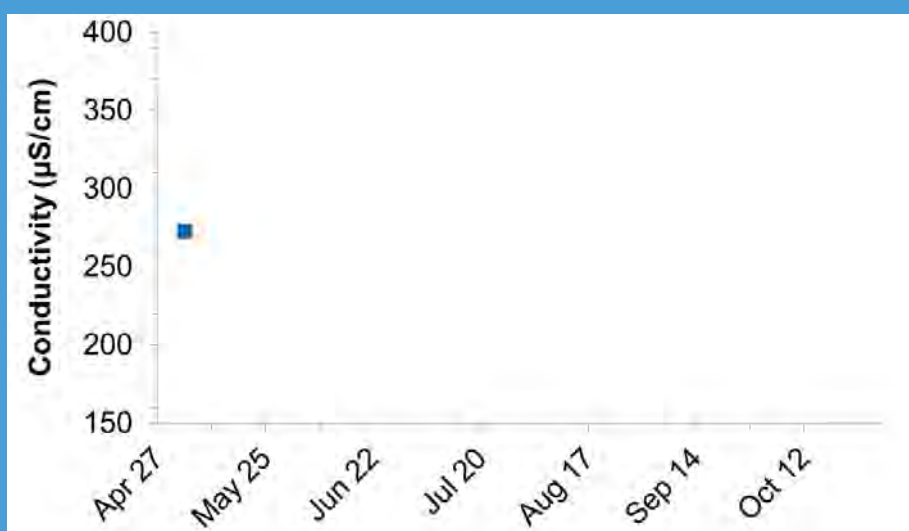 Conductivity (µS/cm)
400
350
300
250
200
150
Apr 27
May 25
Jun 22
Jul 20
Aug 17
Sep 14
Oct 12